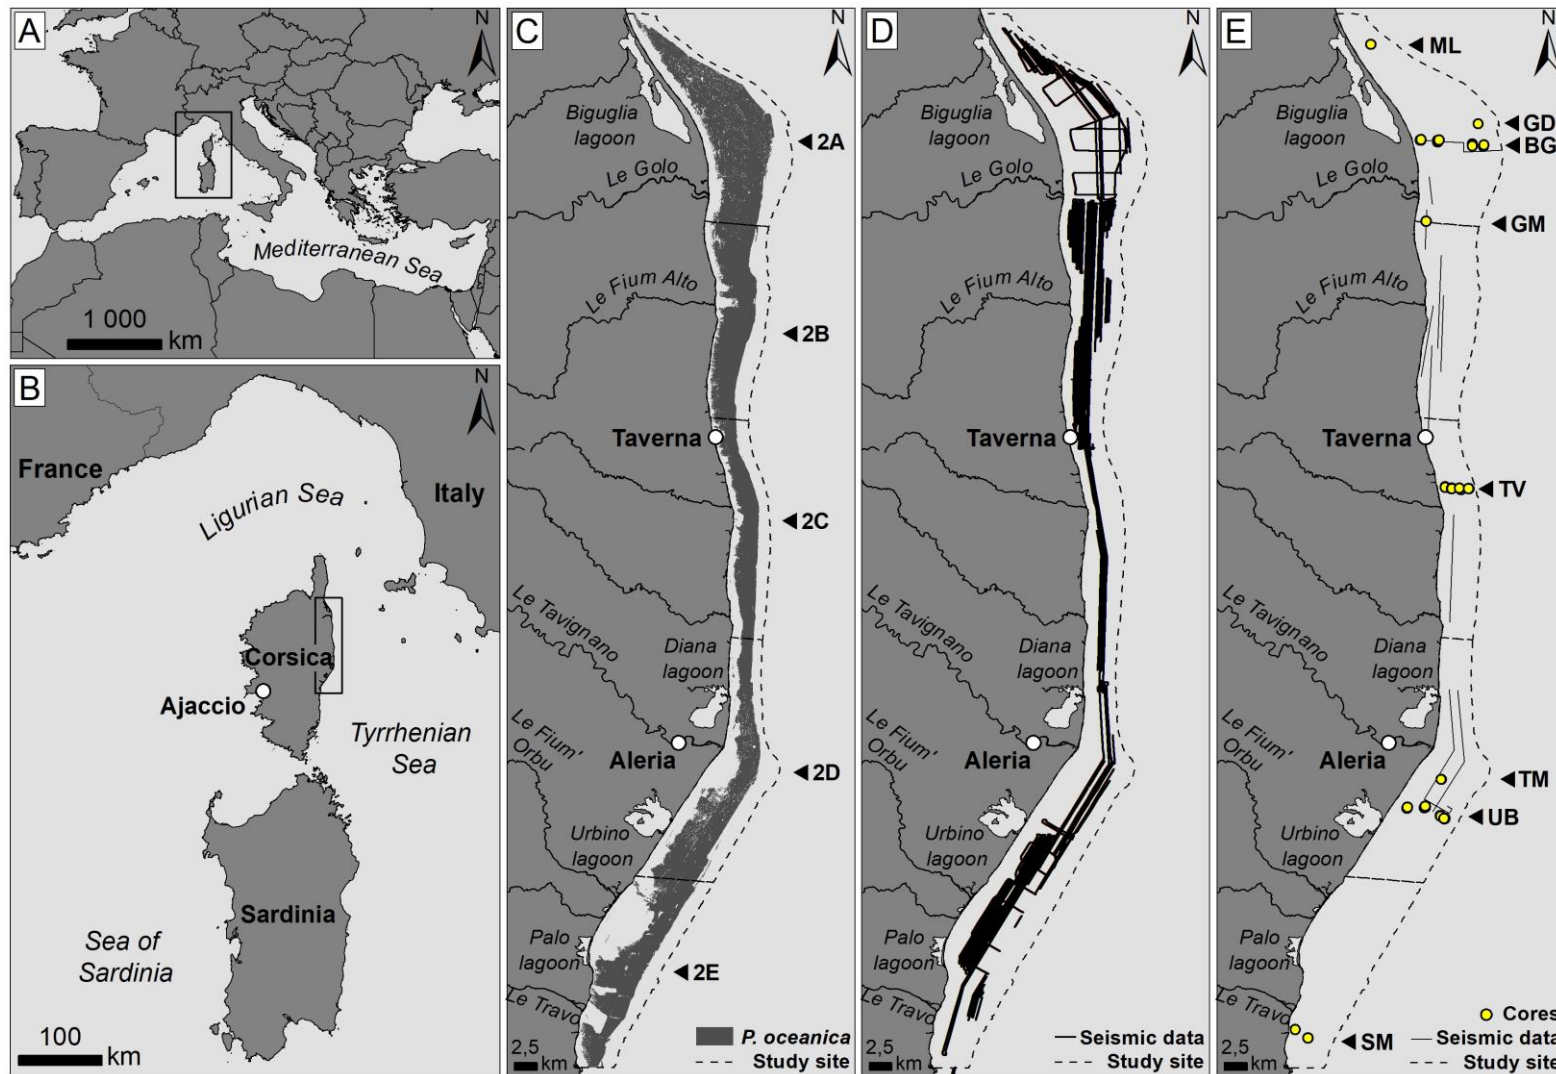 A
N
Mediterranean Sea
1 000
km
B
N
France
Ligurian Sea
Italy
Corsica
Ajaccio
Tyrrhenian
Sea
Sardinia
Sea of
Sardinia
100
km
C
N
Biguglia
lagoon
2A
Le Golo
Le Fium Alto
2B
Taverna
2C
Le Tavignano
Diana
lagoon
Le Fium'
Orbu
Aleria
2D
Urbino
lagoon
Palo
lagoon
2E
Le Travo
P. oceanica
Study site
2,5 km
D
N
Biguglia
lagoon
Le Golo
Le Fium Alto
Taverna
Le Tavignano
Diana
lagoon
Le Fium'
Orbu
Aleria
Urbino
lagoon
Palo
lagoon
Le Travo
Seismic data
Study site
2,5 km
E
N
ML
Biguglia
lagoon
GD
BG
Le Golo
GM
Le Fium Alto
Taverna
TV
Le Tavignano
Diana
lagoon
Le Fium'
Orbu
Aleria
TM
UB
Urbino
lagoon
Palo
lagoon
Le Travo
SM
Cores
Seismic data
Study site
2,5 km